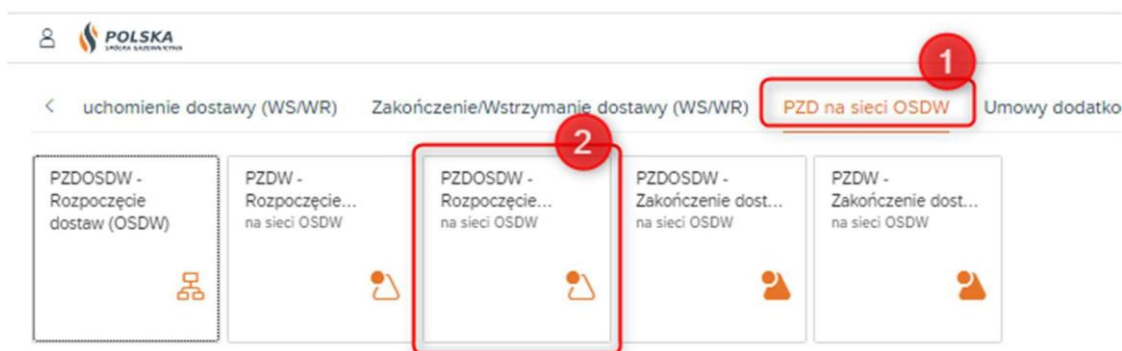 POLSKA
SPÓŁKA GAZOWNICTWA
1
uchomienie dostawy (WS/WR)
Zakończenie/Wstrzymanie dostawy (WS/WR)
PZD na sieci OSDW
Umowy dodatko
2
PZDOSDW -
Rozpoczęcie
dostaw (OSDW)
PZDW -
Rozpoczęcie...
na sieci OSDW
PZDOSDW -
Rozpoczęcie...
na sieci OSDW
PZDOSDW -
Zakończenie dost...
na sieci OSDW
PZDW -
Zakończenie dost...
na sieci OSDW